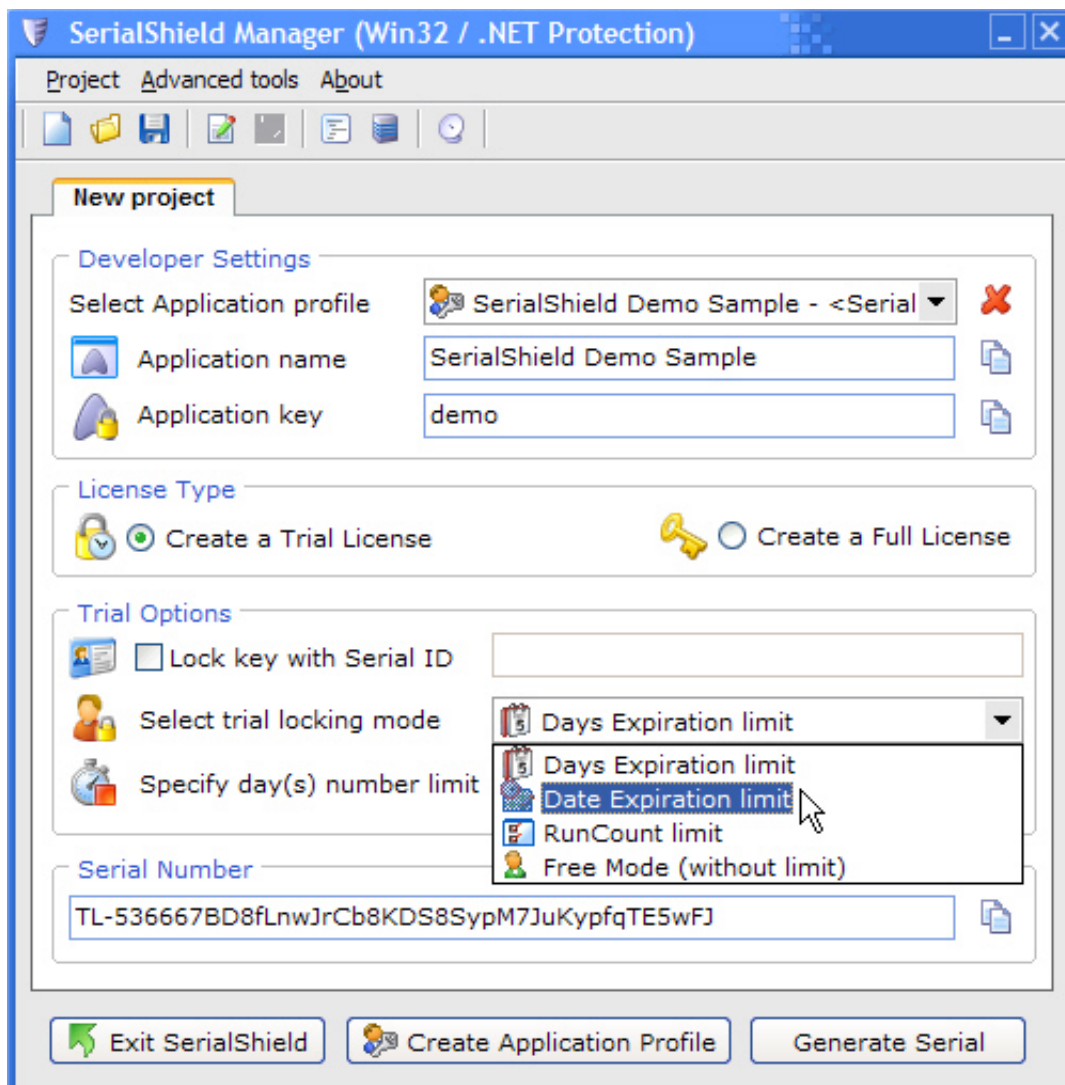 SerialShield Manager (Win32 / .NET Protection)
Project Advanced tools About
New project
Developer Settings
Select Application profile SerialShield Demo Sample - <Serial
Application name SerialShield Demo Sample
Application key demo
License Type
Create a Trial License Create a Full License
Trial Options
Lock key with Serial ID
Select trial locking mode Days Expiration limit
Days Expiration limit
Specify day(s) number limit
Date Expiration limit
RunCount limit
Free Mode (without limit)
Serial Number
TL-536667BD8fLnwJrCb8KDS8SypM7JuKypfqTE5wFJ
Exit SerialShield Create Application Profile Generate Serial